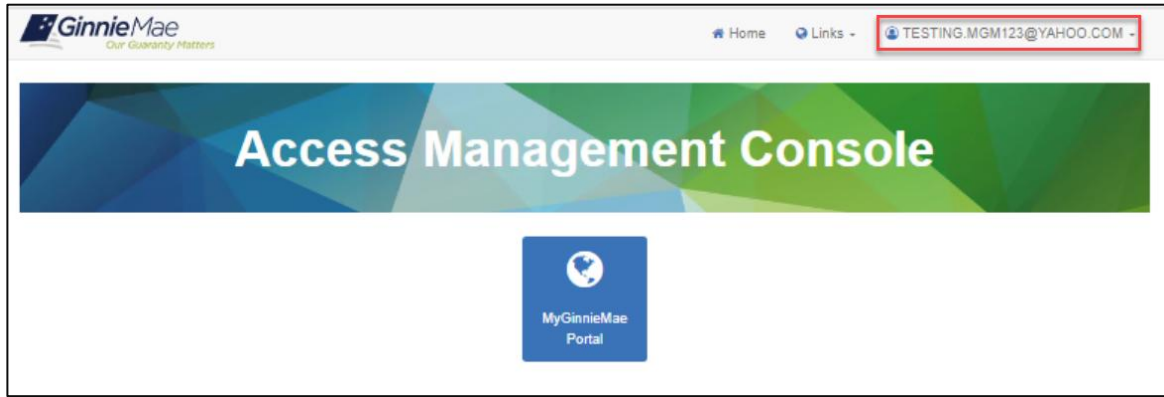 GinnieMae
Our Guaranty Matters
Home Links TESTING.MGM123@YAHOO.COM
Access Management Console
MyGinnieMae
Portal